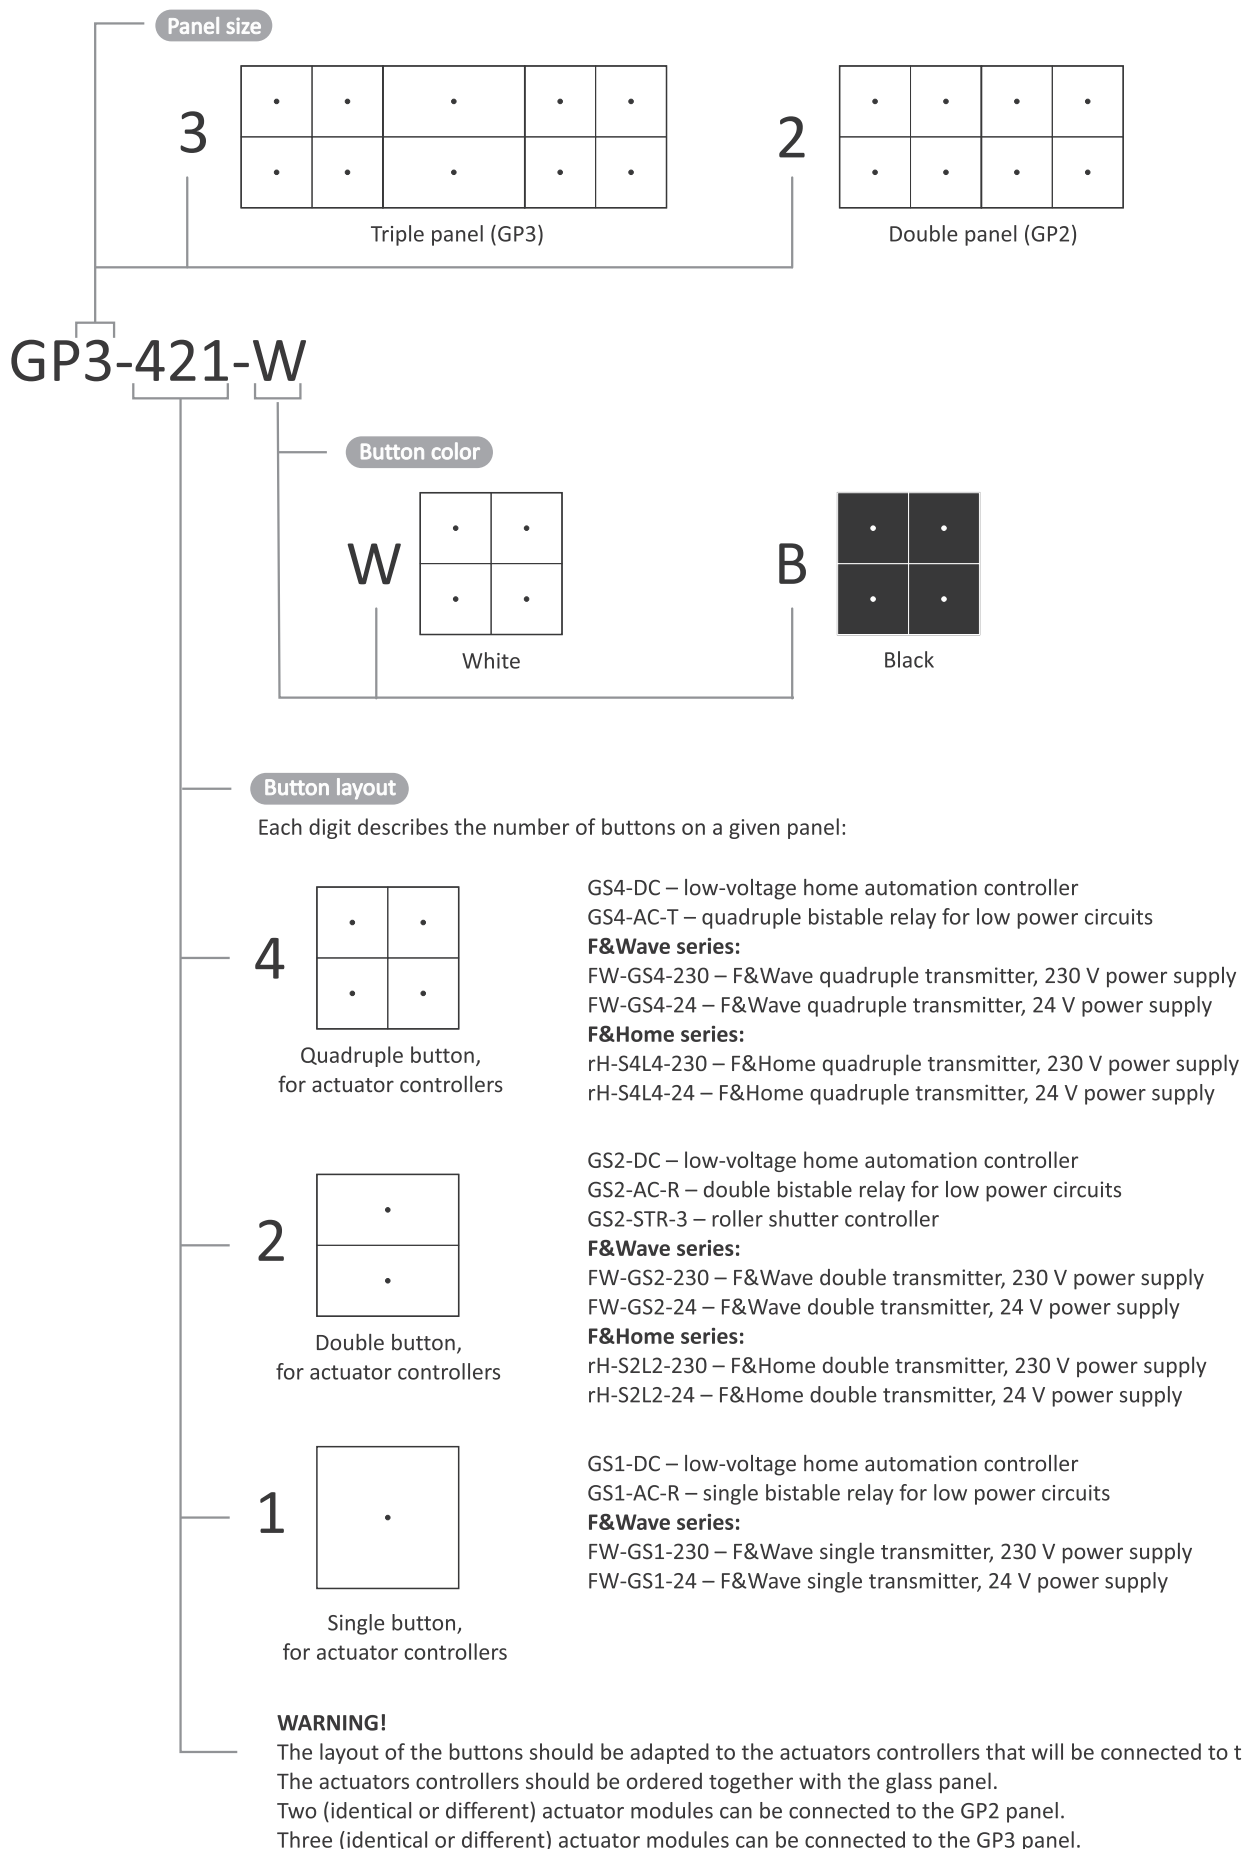 Panel size
3
2
Triple panel (GP3)
Double panel (GP2)
GP3-421-W
Button color
W
B
White
Black
Button layout
Each digit describes the number of buttons on a given panel:
4
Quadruple button,
for actuator controllers
GS4-DC – low-voltage home automation controller
GS4-AC-T – quadruple bistable relay for low power circuits
F&Wave series:
FW-GS4-230 – F&Wave quadruple transmitter, 230 V power supply
FW-GS4-24 – F&Wave quadruple transmitter, 24 V power supply
F&Home series:
rH-S4L4-230 – F&Home quadruple transmitter, 230 V power supply
rH-S4L4-24 – F&Home quadruple transmitter, 24 V power supply
2
Double button,
for actuator controllers
GS2-DC – low-voltage home automation controller
GS2-AC-R – double bistable relay for low power circuits
GS2-STR-3 – roller shutter controller
F&Wave series:
FW-GS2-230 – F&Wave double transmitter, 230 V power supply
FW-GS2-24 – F&Wave double transmitter, 24 V power supply
F&Home series:
rH-S2L2-230 – F&Home double transmitter, 230 V power supply
rH-S2L2-24 – F&Home double transmitter, 24 V power supply
1
Single button,
for actuator controllers
GS1-DC – low-voltage home automation controller
GS1-AC-R – single bistable relay for low power circuits
F&Wave series:
FW-GS1-230 – F&Wave single transmitter, 230 V power supply
FW-GS1-24 – F&Wave single transmitter, 24 V power supply
WARNING!
The layout of the buttons should be adapted to the actuators controllers that will be connected to
The actuators controllers should be ordered together with the glass panel.
Two (identical or different) actuator modules can be connected to the GP2 panel.
Three (identical or different) actuator modules can be connected to the GP3 panel.